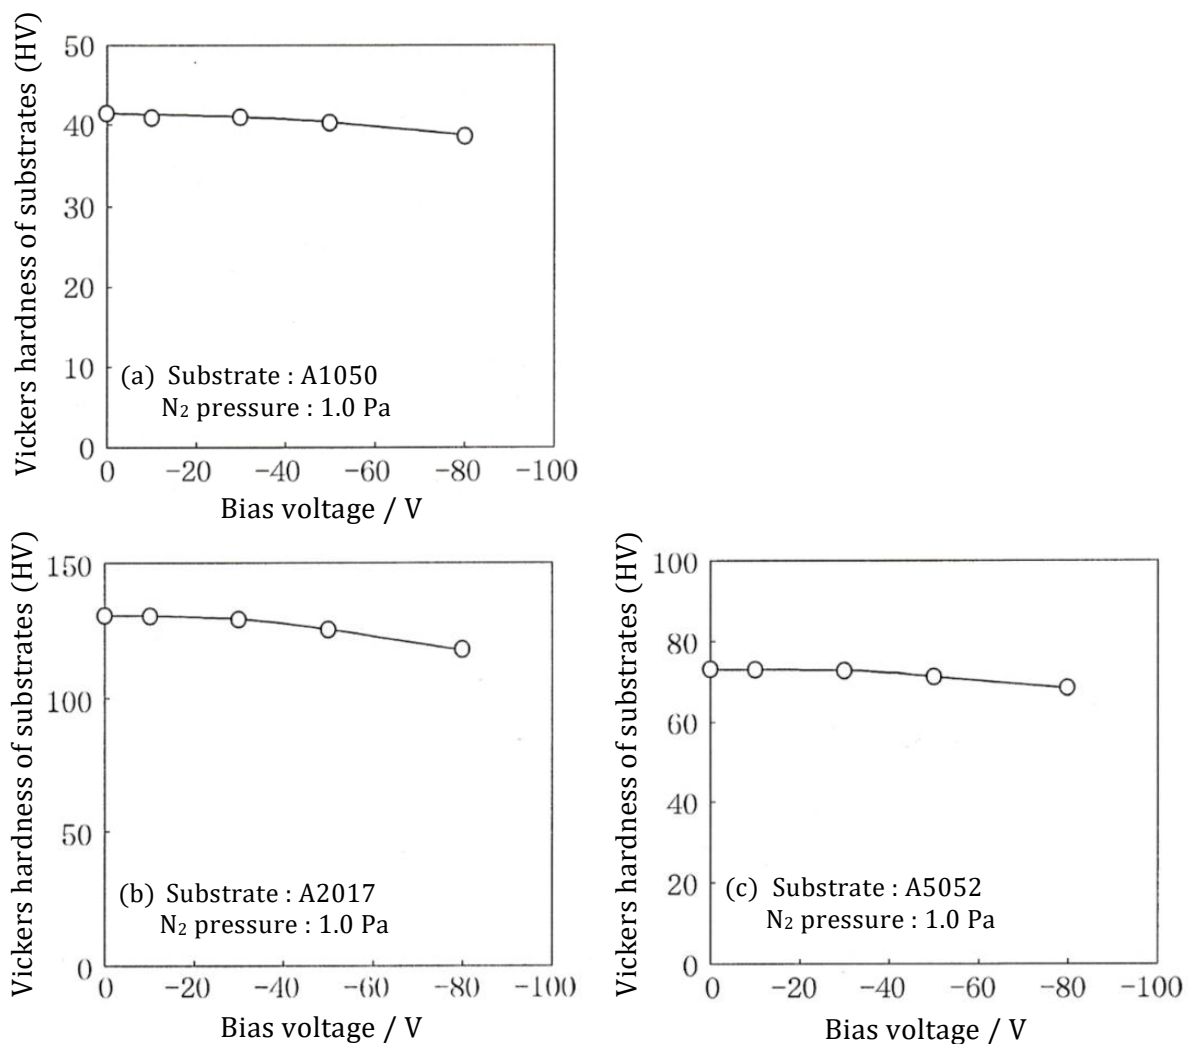 Vickers hardness of substrates (HV)
50
40
30
20
10
0
(a) Substrate : A1050
N₂ pressure : 1.0 Pa
0 -20 -40 -60 -80 -100
Bias voltage / V
Vickers hardness of substrates (HV)
150
100
50
0
(b) Substrate : A2017
N₂ pressure : 1.0 Pa
0 -20 -40 -60 -80 -100
Bias voltage / V
Vickers hardness of substrates (HV)
100
80
60
40
20
0
(c) Substrate : A5052
N₂ pressure : 1.0 Pa
0 -20 -40 -60 -80 -100
Bias voltage / V